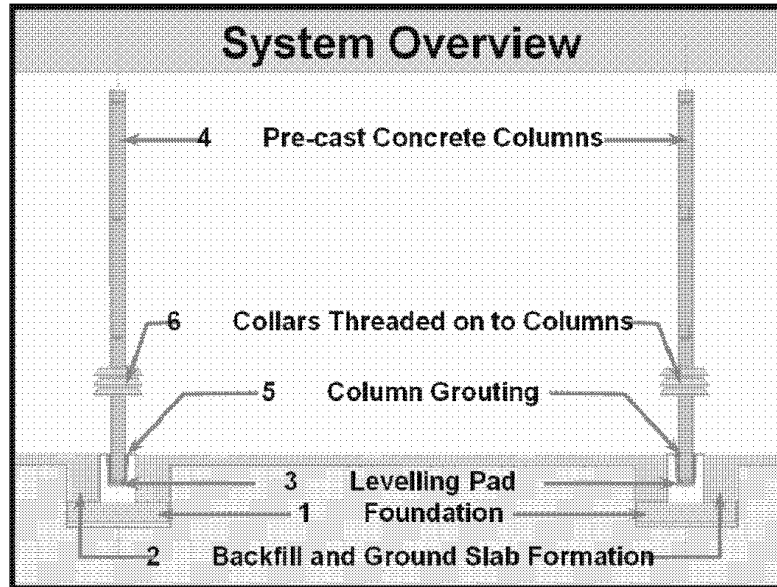 System Overview
4 Pre-cast Concrete Columns
6 Collars Threaded on to Columns
5 Column Grouting
3 Levelling Pad
1 Foundation
2 Backfill and Ground Slab Formation